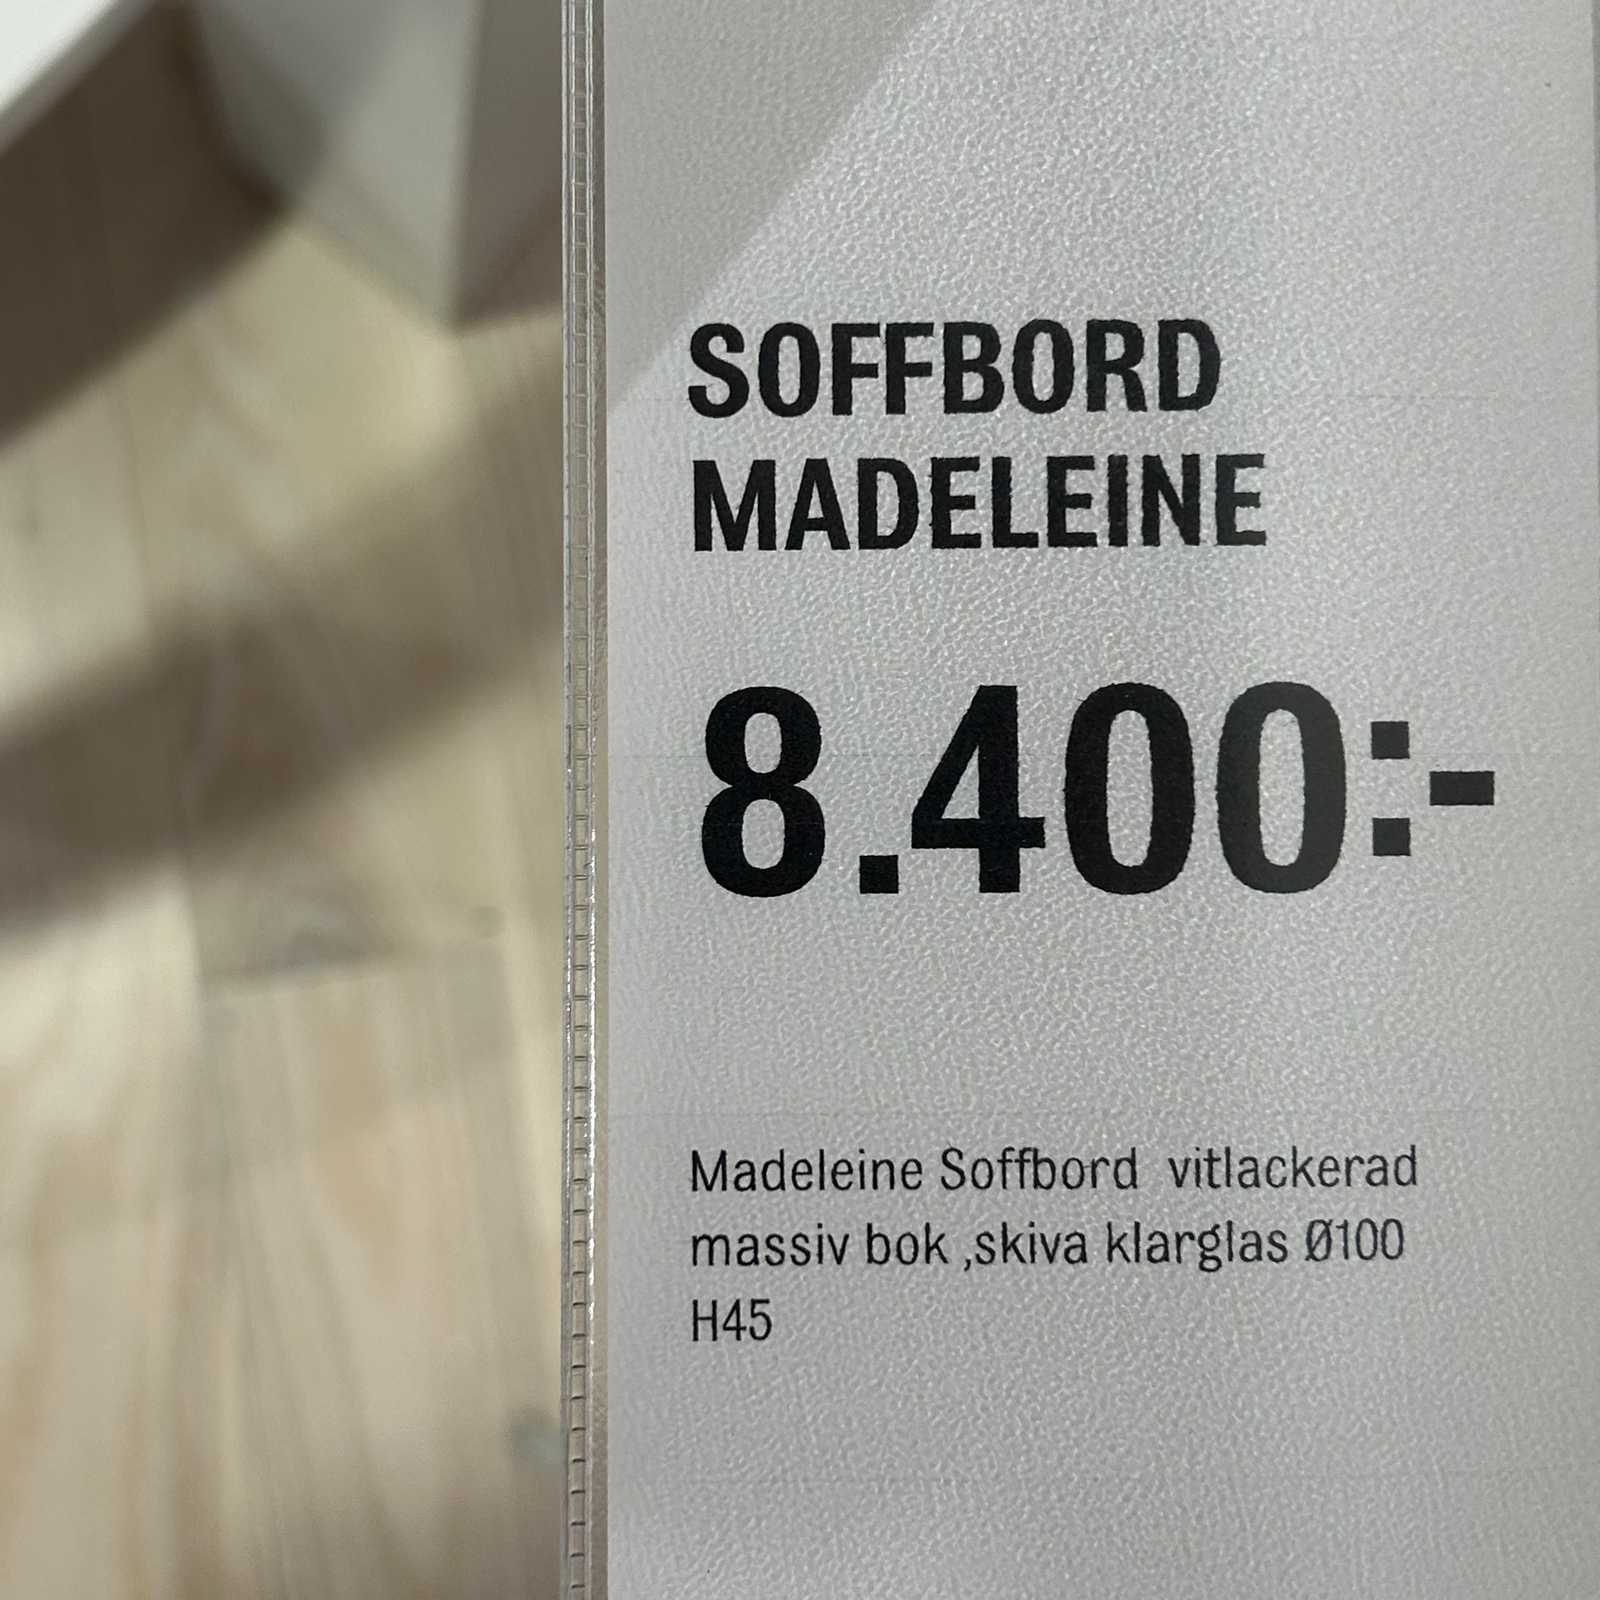 SOFFBORD
MADELEINE
8.400:-
Madeleine Soffbord  vitlackerad
massiv bok ,skiva klarglas Ø100
H45